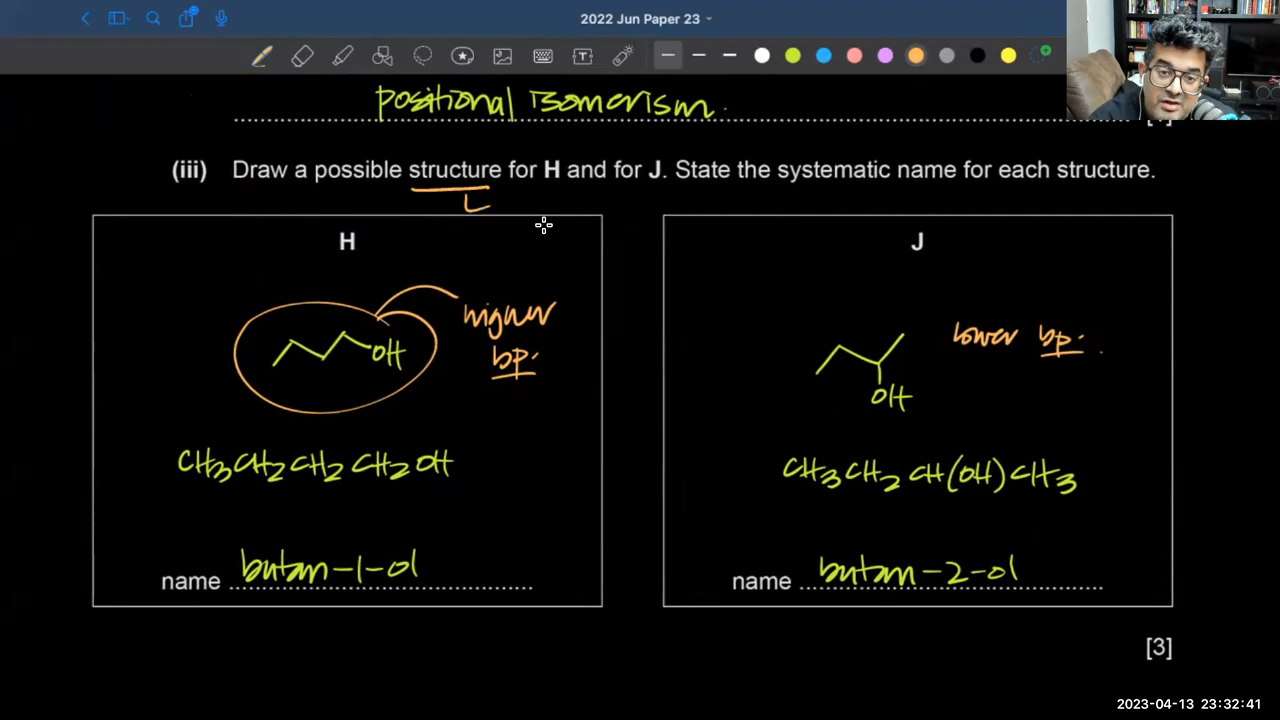 2022 Jun Paper 23
positional isomerism.
(iii) Draw a possible structure for H and for J. State the systematic name for each structure.
H
J
higher
bp.
OH
lower bp.
OH
CH3CH2CH2CH2OH
CH3CH2CH(OH)CH3
name butan-1-ol
name butan-2-ol
[3]
2023-04-13 23:32:41